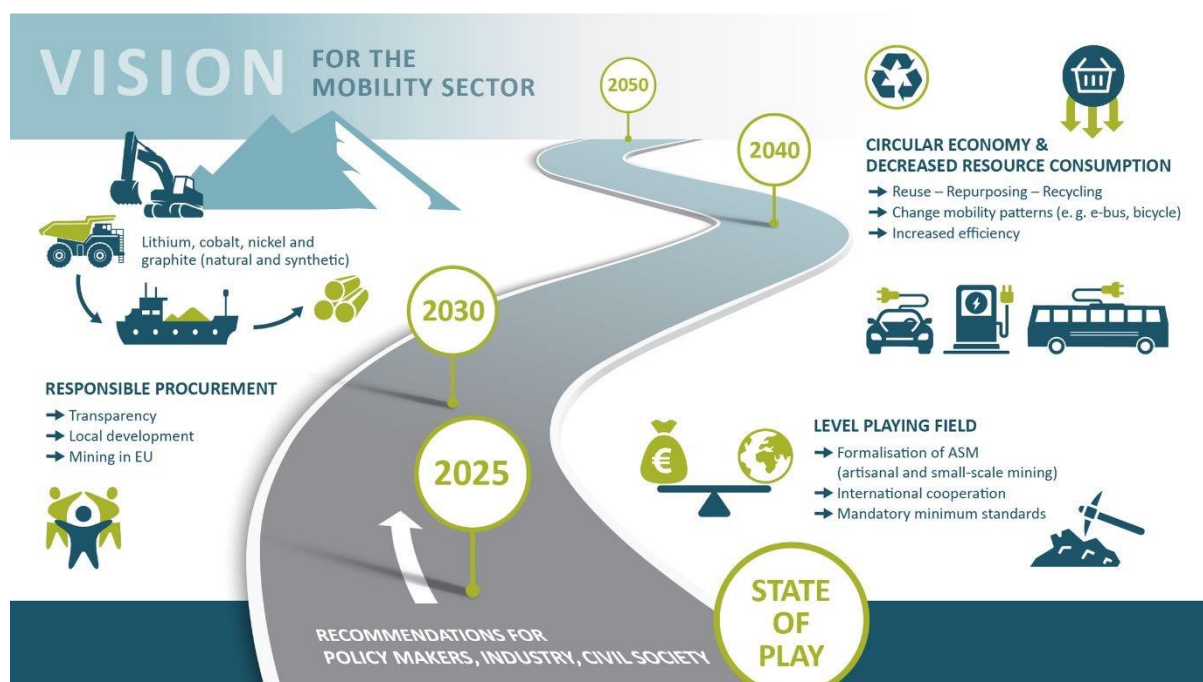 VISION
FOR THE
MOBILITY SECTOR
2050
2040
2030
2025
Lithium, cobalt, nickel and
graphite (natural and synthetic)
RESPONSIBLE PROCUREMENT
Transparency
Local development
Mining in EU
CIRCULAR ECONOMY &
DECREASED RESOURCE CONSUMPTION
Reuse – Repurposing – Recycling
Change mobility patterns (e. g. e-bus, bicycle)
Increased efficiency
€
LEVEL PLAYING FIELD
Formalisation of ASM
(artisanal and small-scale mining)
International cooperation
Mandatory minimum standards
RECOMMENDATIONS FOR
POLICY MAKERS, INDUSTRY, CIVIL SOCIETY
STATE
OF
PLAY